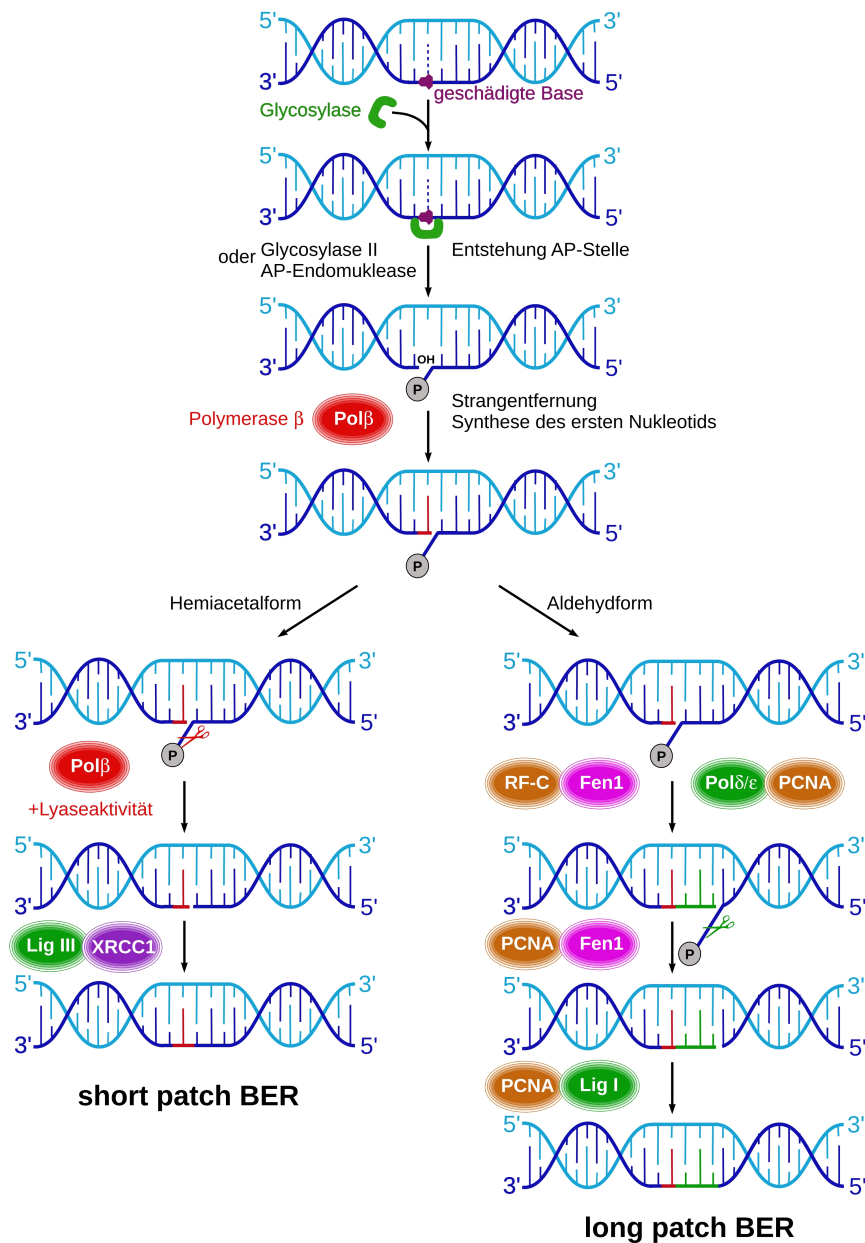 5' 3'
3' 5'
geschädigte Base
Glycosylase
5' 3'
3' 5'
oder Glycosylase II
AP-Endomuklease
Entstehung AP-Stelle
5' 3'
OH
3' 5'
P
Strangentfernung
Synthese des ersten Nukleotids
Polymerase β Polβ
5' 3'
3' 5'
P
Hemiacetalform
Aldehydform
5' 3'
3' 5'
P
Polβ
+Lyaseaktivität
5' 3'
3' 5'
Lig III XRCC1
5' 3'
3' 5'
short patch BER
5' 3'
3' 5'
P
RF-C Fen1 Polδ/ε PCNA
5' 3'
3' 5'
PCNA Fen1
P
5' 3'
3' 5'
PCNA Lig I
5' 3'
3' 5'
long patch BER